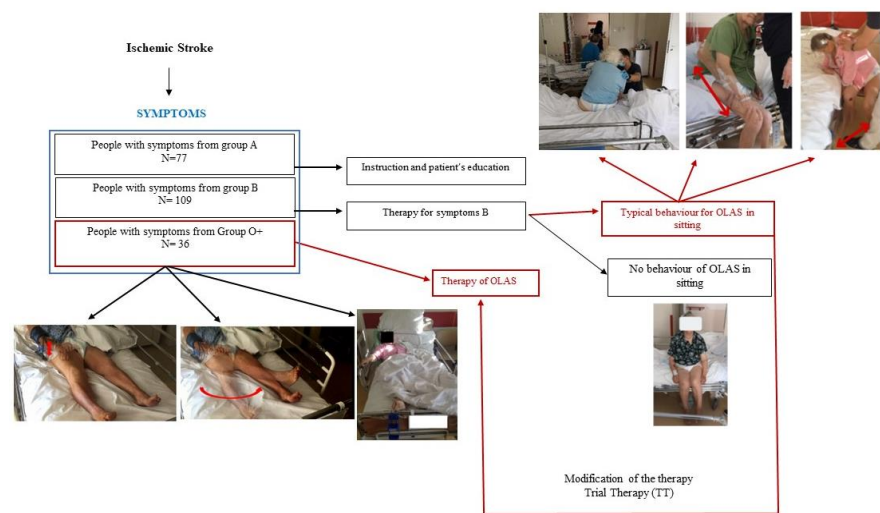 Ischemic Stroke
SYMPTOMS
People with symptoms from group A
N=77
People with symptoms from group B
N= 109
People with symptoms from Group O+
N= 36
Instruction and patient's education
Therapy for symptoms B
Typical behaviour for OLAS in
sitting
Therapy of OLAS
No behaviour of OLAS in
sitting
Modification of the therapy
Trial Therapy (TT)